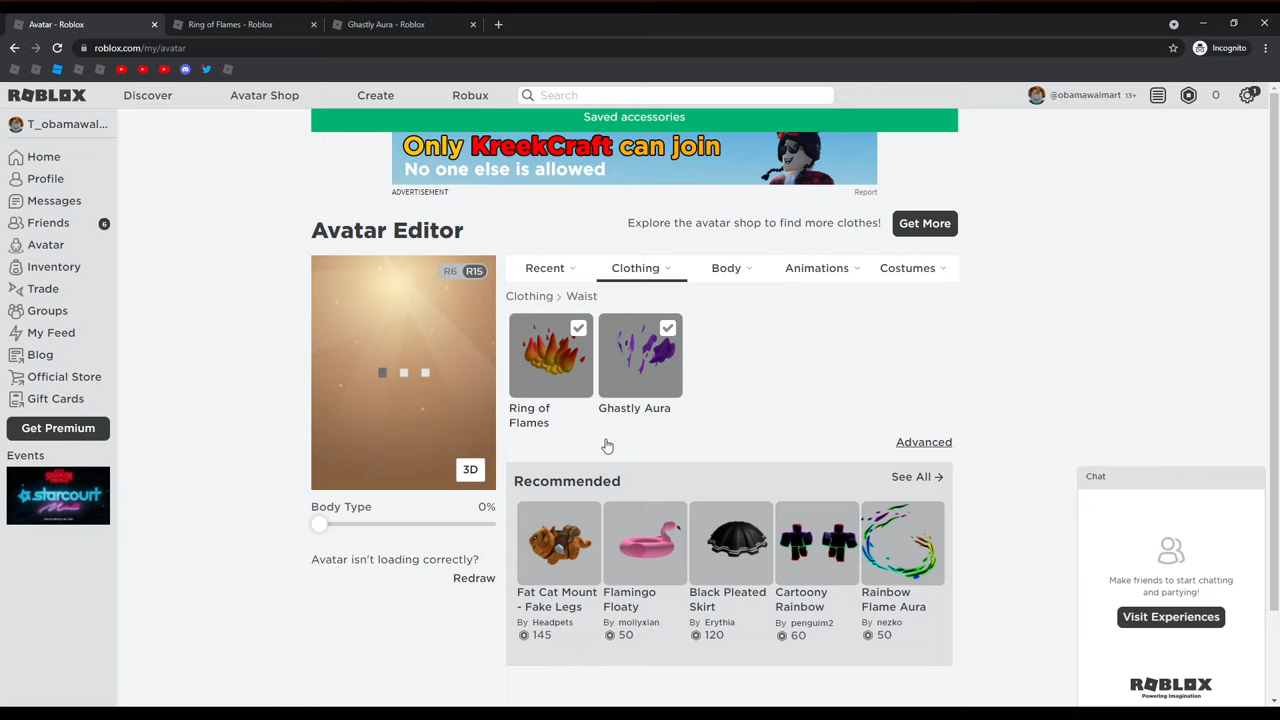 Avatar - Roblox
Ring of Flames - Roblox
Ghastly Aura - Roblox
roblox.com/my/avatar
Incognito
ROBLOX
Discover
Avatar Shop
Create
Robux
Search
@obamawalmart 13+
0
1
T_obamawal...
Home
Profile
Messages
Friends
6
Avatar
Inventory
Trade
Groups
My Feed
Blog
Official Store
Gift Cards
Get Premium
Events
starcourt
Saved accessories
Only KreekCraft can join
No one else is allowed
ADVERTISEMENT
Report
Avatar Editor
Explore the avatar shop to find more clothes!
Get More
R6
R15
3D
Body Type
0%
Avatar isn't loading correctly?
Redraw
Recent
Clothing
Body
Animations
Costumes
Clothing > Waist
Ring of
Flames
Ghastly Aura
Advanced
Recommended
See All
Fat Cat Mount
- Fake Legs
By Headpets
145
Flamingo
Floaty
By mollyxian
50
Black Pleated
Skirt
By Erythia
120
Cartoony
Rainbow
By penguim2
60
Rainbow
Flame Aura
By nezko
50
Chat
Make friends to start chatting
and partying!
Visit Experiences
ROBLOX
Powering Imagination